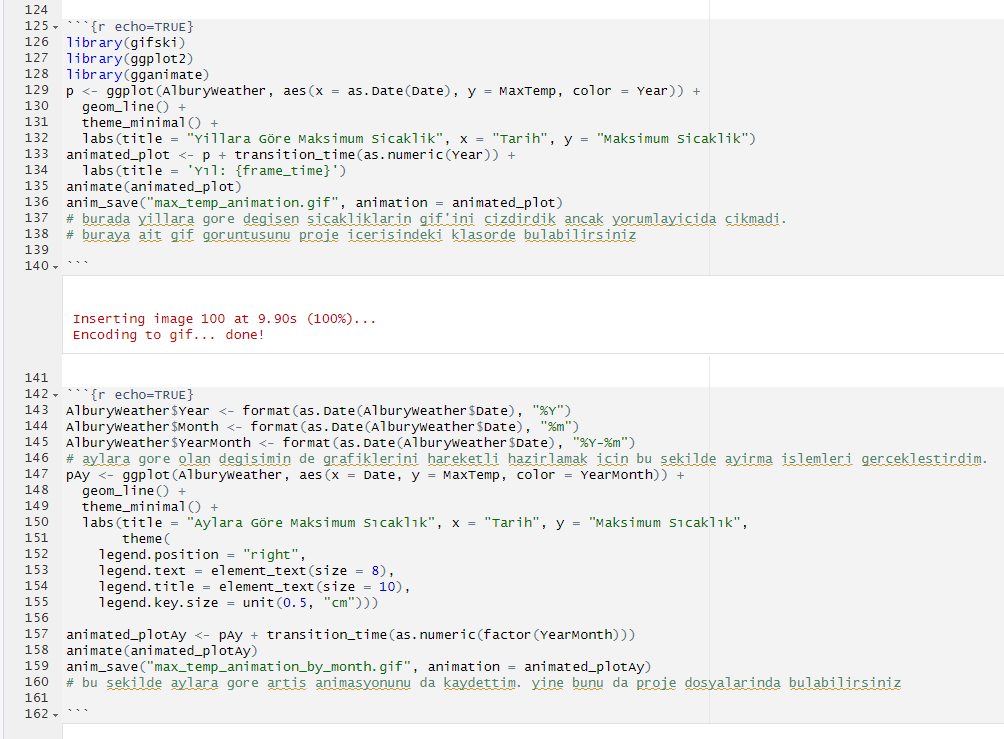 124
125 ```{r echo=TRUE}
126 library(gifski)
127 library(ggplot2)
128 library(gganimate)
129 p <- ggplot(AlburyWeather, aes(x = as.Date(Date), y = MaxTemp, color = Year)) +
130   geom_line() +
131   theme_minimal() +
132   labs(title = "Yillara Göre Maksimum Sicaklik", x = "Tarih", y = "Maksimum Sicaklik")
133 animated_plot <- p + transition_time(as.numeric(Year)) +
134   labs(title = 'Yıl: {frame_time}')
135 animate(animated_plot)
136 anim_save("max_temp_animation.gif", animation = animated_plot)
137 # burada yillara gore degisen sicakliklarin gif'ini cizdirdik ancak yorumlayicida cikmadi.
138 # buraya ait gif goruntusunu proje icerisindeki klasorde bulabilirsiniz
139
140 ```
Inserting image 100 at 9.90s (100%)...
Encoding to gif... done!
141
142 ```{r echo=TRUE}
143 AlburyWeather$Year <- format(as.Date(AlburyWeather$Date), "%Y")
144 AlburyWeather$Month <- format(as.Date(AlburyWeather$Date), "%m")
145 AlburyWeather$YearMonth <- format(as.Date(AlburyWeather$Date), "%Y-%m")
146 # aylara gore olan degisimin de grafiklerini hareketli hazirlamak icin bu sekilde ayirma islemleri gerceklestirdim.
147 pAy <- ggplot(AlburyWeather, aes(x = Date, y = MaxTemp, color = YearMonth)) +
148   geom_line() +
149   theme_minimal() +
150   labs(title = "Aylara Göre Maksimum Sıcaklık", x = "Tarih", y = "Maksimum Sıcaklık",
151        theme(
152     legend.position = "right",
153     legend.text = element_text(size = 8),
154     legend.title = element_text(size = 10),
155     legend.key.size = unit(0.5, "cm")))
156
157 animated_plotAy <- pAy + transition_time(as.numeric(factor(YearMonth)))
158 animate(animated_plotAy)
159 anim_save("max_temp_animation_by_month.gif", animation = animated_plotAy)
160 # bu sekilde aylara gore artis animasyonunu da kaydettim. yine bunu da proje dosyalarinda bulabilirsiniz
161
162 ```